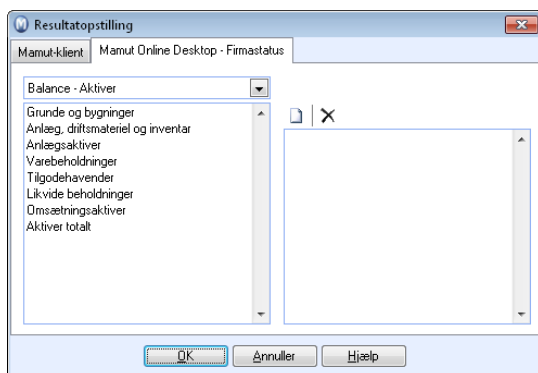 Resultatopstilling
Mamut-klient
Mamut Online Desktop - Firmastatus
Balance - Aktiver
Grunde og bygninger
Anlæg, driftsmateriel og inventar
Anlægsaktiver
Varebeholdninger
Tilgodehavender
Likvide beholdninger
Omsætningsaktiver
Aktiver totalt
OK
Annuller
Hjælp